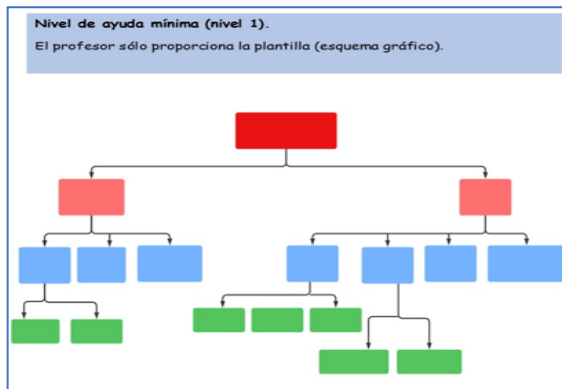 Nivel de ayuda mínima (nivel 1).
El profesor sólo proporciona la plantilla (esquema gráfico).